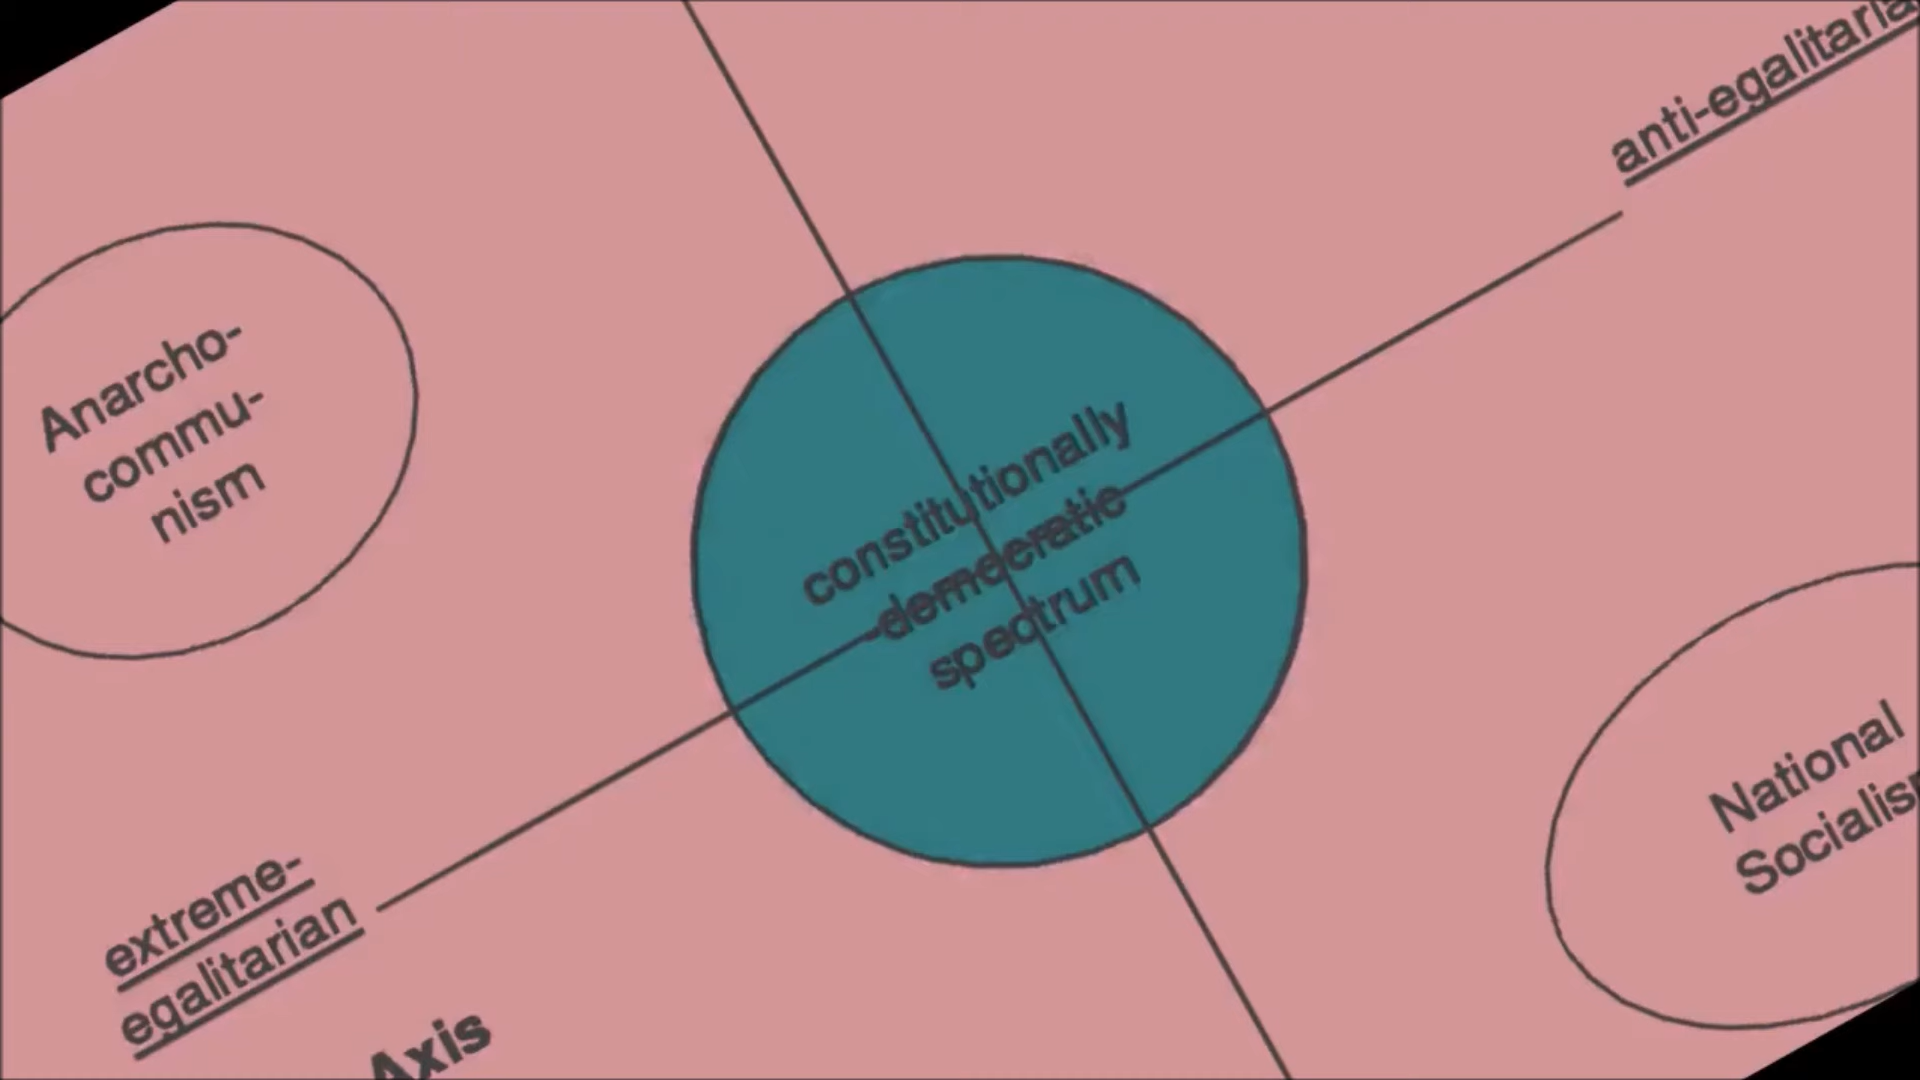 anti-egalitaria
Anarcho-
commu-
nism
constitutionally
-democratic
spectrum
National
Socialis
extreme-
egalitarian
Axis